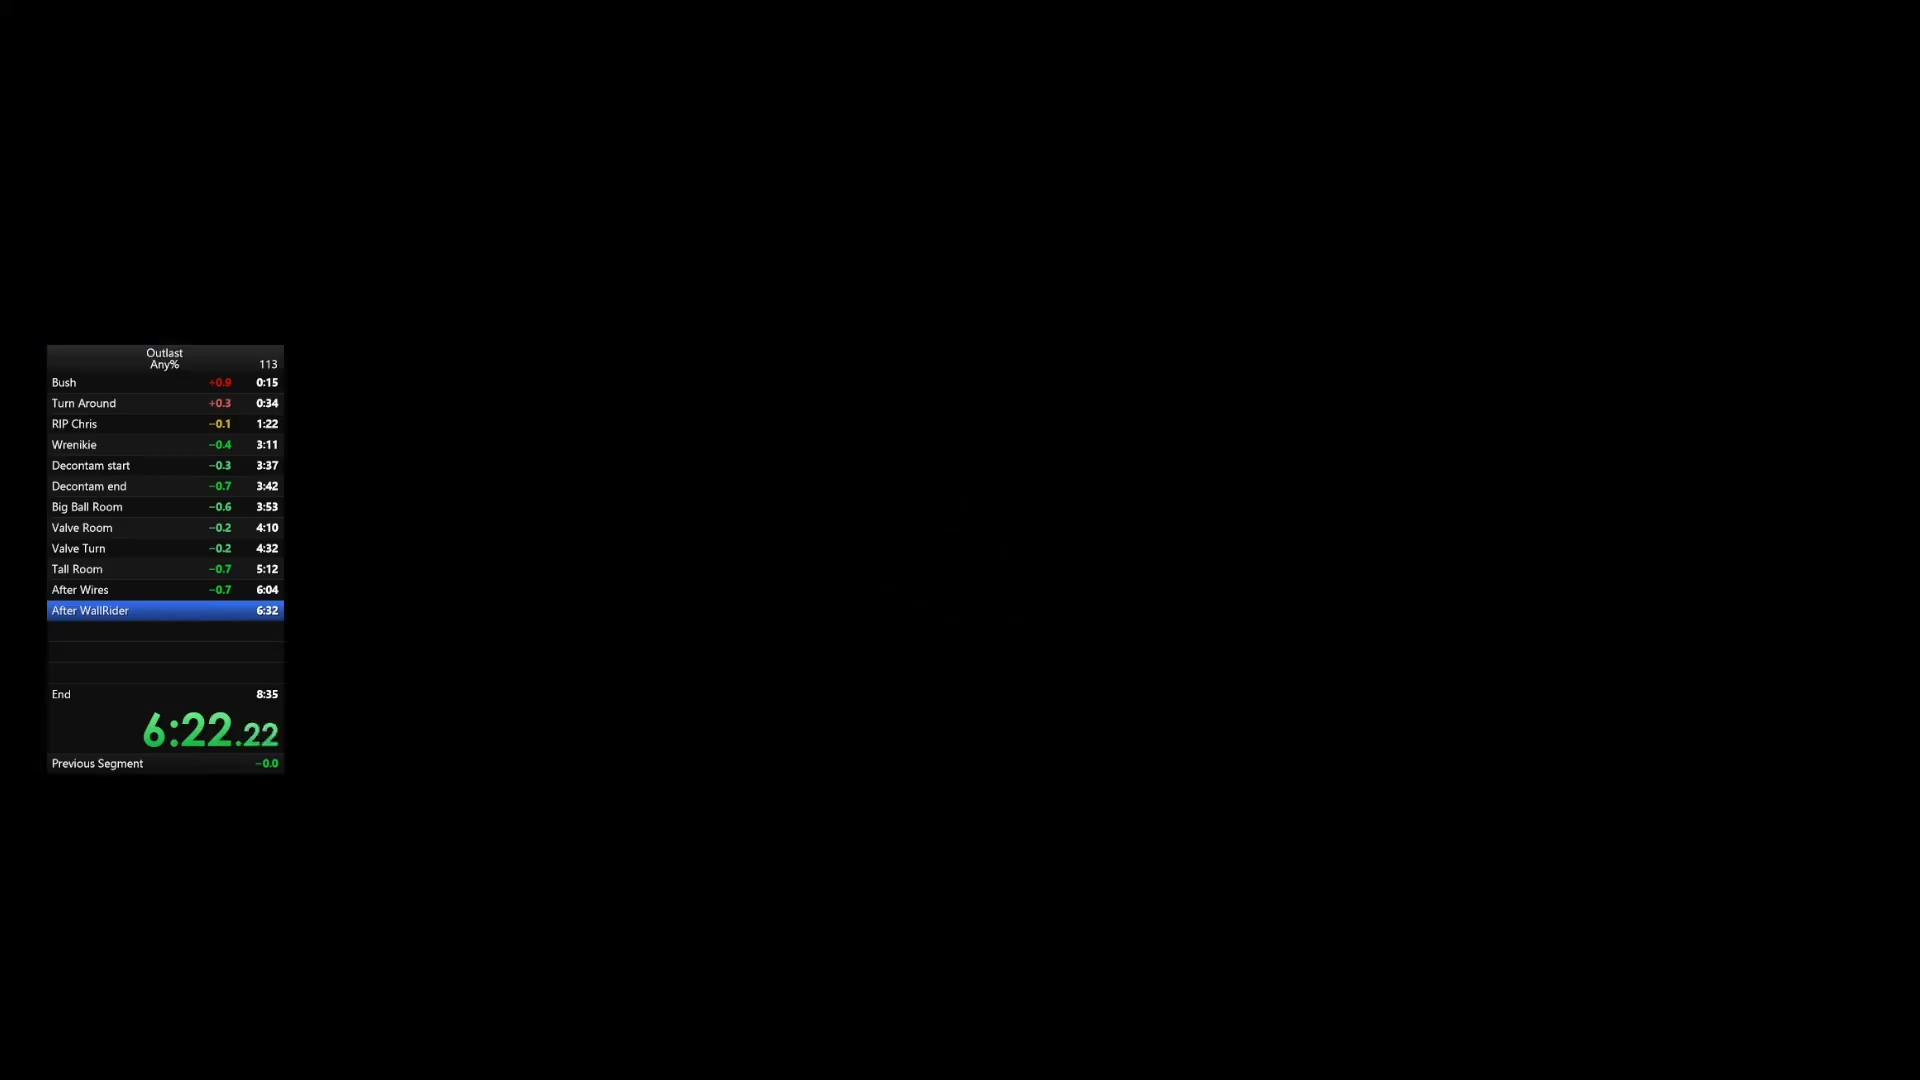 Outlast
Any% 113
Bush +0.9 0:15
Turn Around +0.3 0:34
RIP Chris −0.1 1:22
Wrenikie −0.4 3:11
Decontam start −0.3 3:37
Decontam end −0.7 3:42
Big Ball Room −0.6 3:53
Valve Room −0.2 4:10
Valve Turn −0.2 4:32
Tall Room −0.7 5:12
After Wires −0.7 6:04
After WallRider 6:32
End 8:35
6:22.22
Previous Segment −0.0